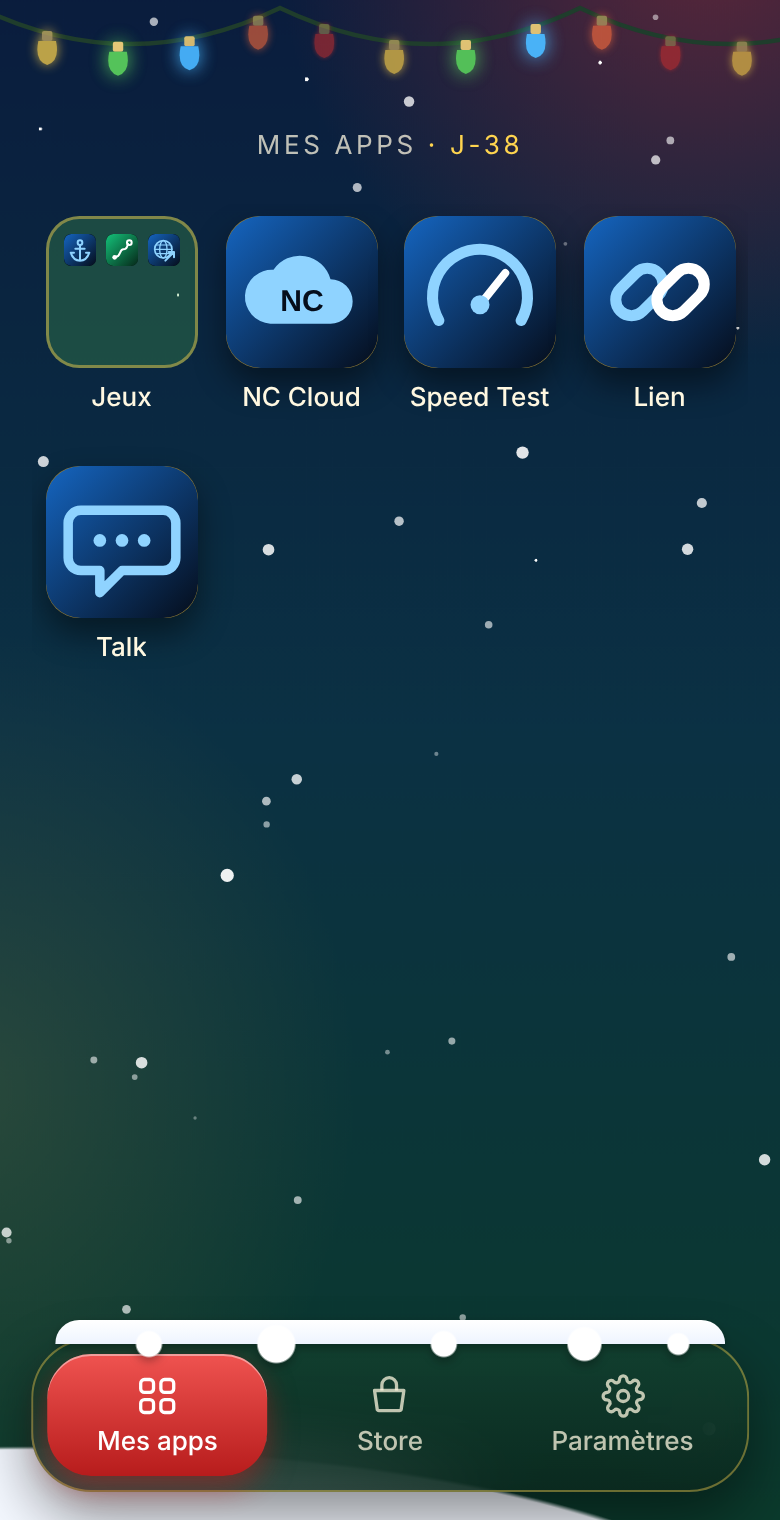 MES APPS · J-38
NC
Jeux
NC Cloud
Speed Test
Lien
Talk
Mes apps
Store
Paramètres